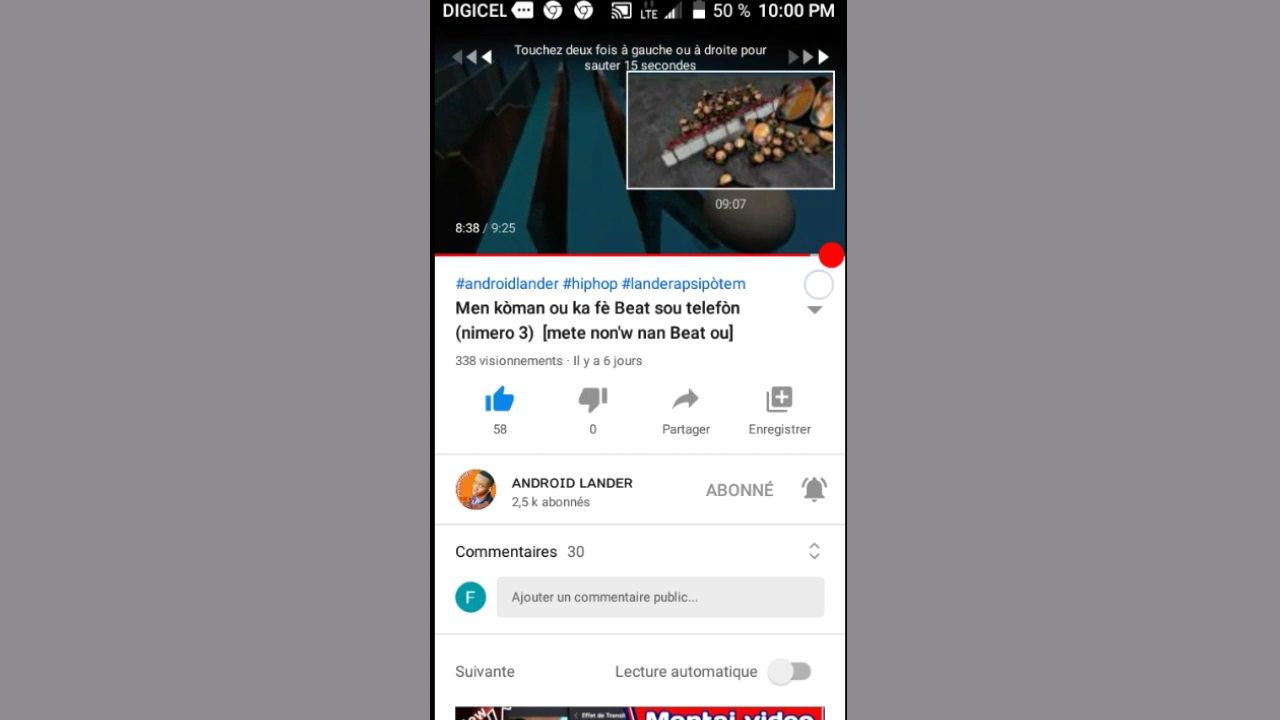 DIGICEL LTE 50 % 10:00 PM
Touchez deux fois à gauche ou à droite pour
sauter 15 secondes
09:07
8:38 / 9:25
#androidlander #hiphop #landerapsipòtem
Men kòman ou ka fè Beat sou telefòn
(nimero 3) [mete non'w nan Beat ou]
338 visionnements · Il y a 6 jours
58
0
Partager
Enregistrer
ANDROID LANDER
ABONNÉ
2,5 k abonnés
Commentaires 30
F
Ajouter un commentaire public...
Suivante
Lecture automatique
Effet de Transit
Montaj video